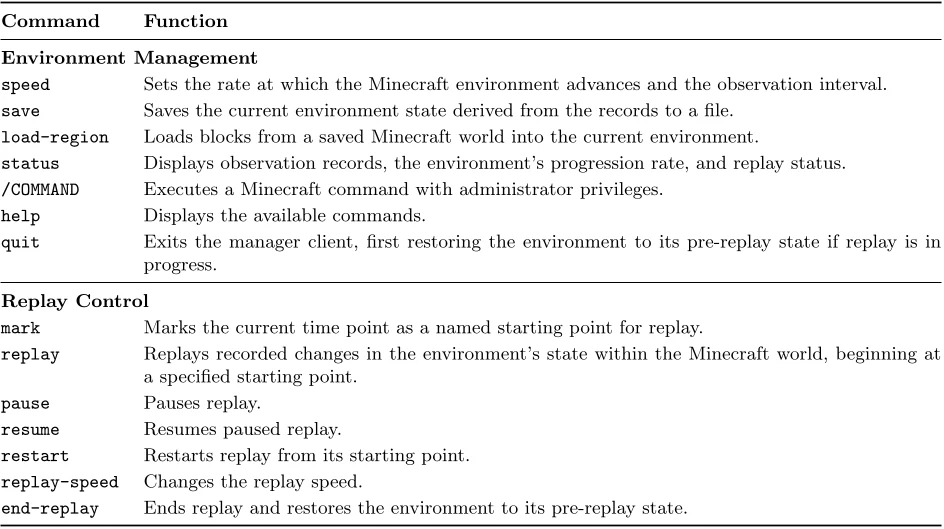 Command Function
Environment Management
speed Sets the rate at which the Minecraft environment advances and the observation interval.
save Saves the current environment state derived from the records to a file.
load-region Loads blocks from a saved Minecraft world into the current environment.
status Displays observation records, the environment's progression rate, and replay status.
/COMMAND Executes a Minecraft command with administrator privileges.
help Displays the available commands.
quit Exits the manager client, first restoring the environment to its pre-replay state if replay is in
progress.
Replay Control
mark Marks the current time point as a named starting point for replay.
replay Replays recorded changes in the environment's state within the Minecraft world, beginning at
a specified starting point.
pause Pauses replay.
resume Resumes paused replay.
restart Restarts replay from its starting point.
replay-speed Changes the replay speed.
end-replay Ends replay and restores the environment to its pre-replay state.